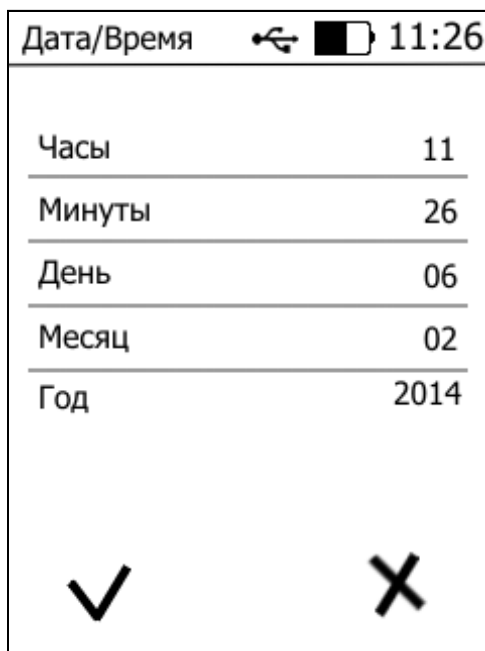 Дата/Время 11:26
Часы 11
Минуты 26
День 06
Месяц 02
Год 2014